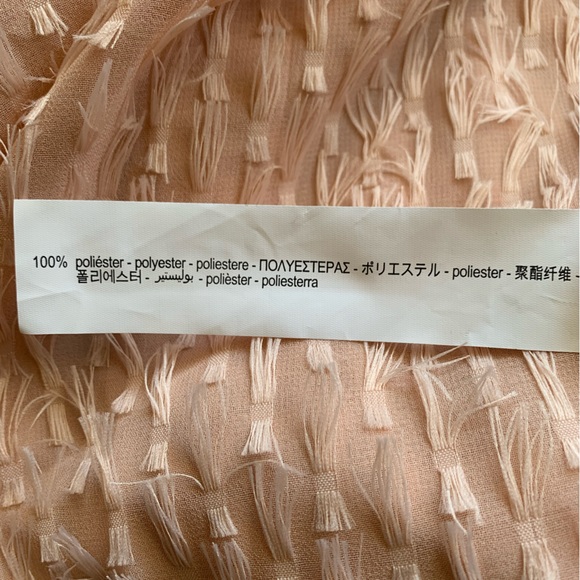 100% poliéster - polyester - poliestere - ΠΟΛΥΕΣΤΕΡΑΣ - ポリエステル - poliester - 聚酯纤维 -
폴리에스터 - بوليستير - polièster - poliesterra